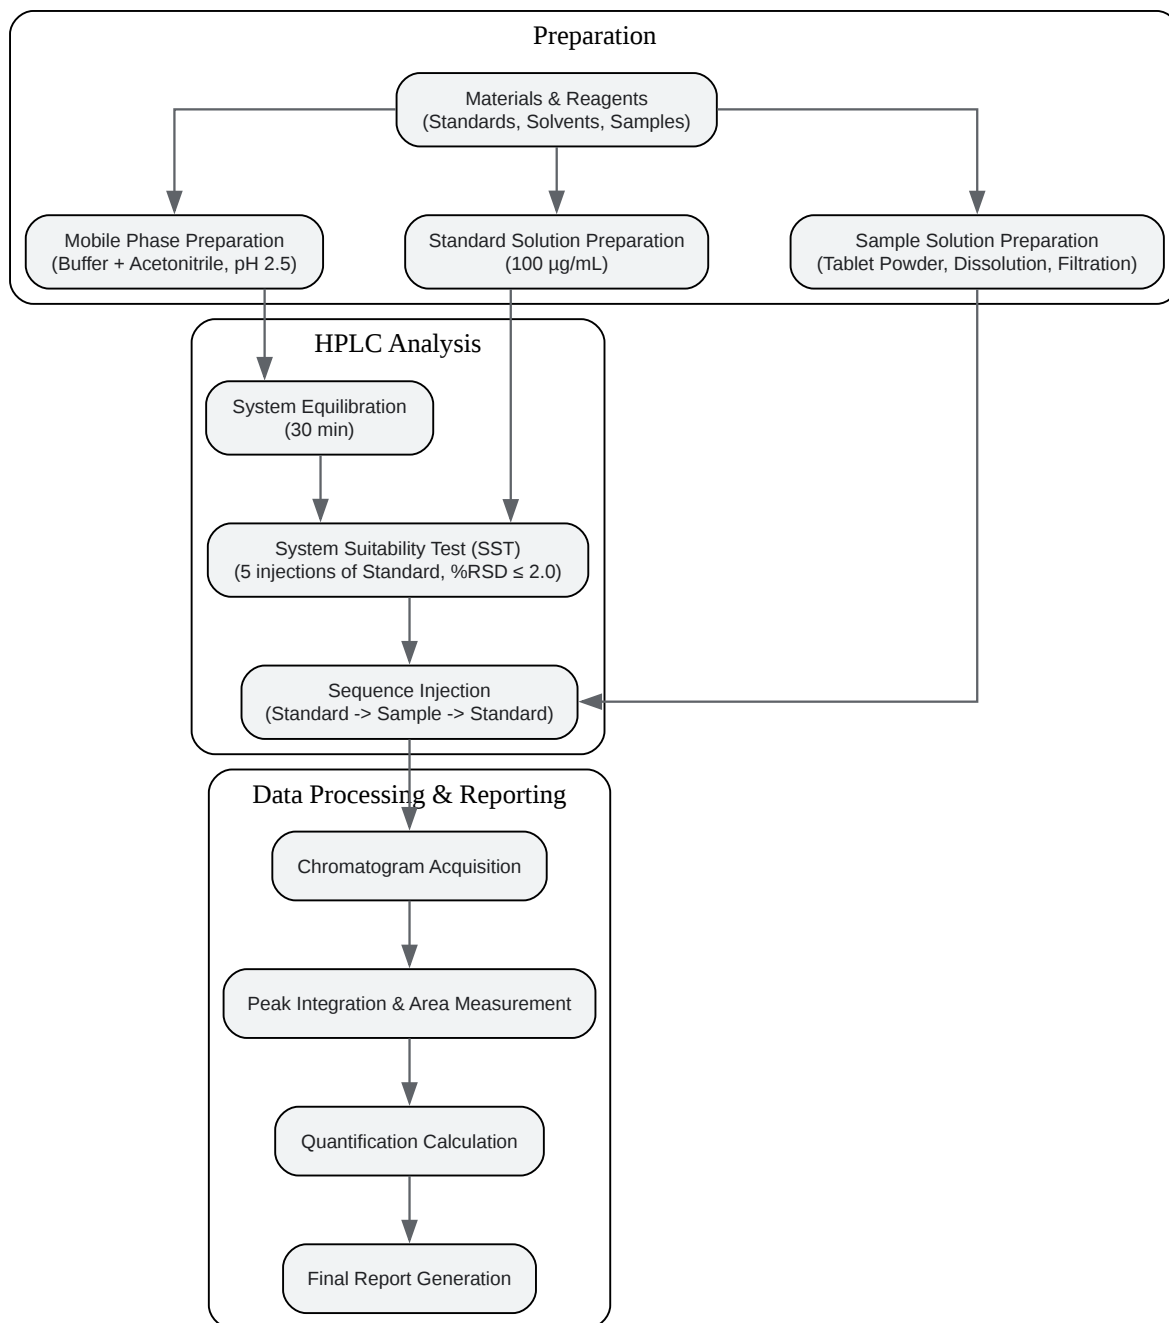 Preparation
Materials & Reagents
(Standards, Solvents, Samples)
Mobile Phase Preparation
(Buffer + Acetonitrile, pH 2.5)
Standard Solution Preparation
(100 µg/mL)
Sample Solution Preparation
(Tablet Powder, Dissolution, Filtration)
HPLC Analysis
System Equilibration
(30 min)
System Suitability Test (SST)
(5 injections of Standard, %RSD ≤ 2.0)
Sequence Injection
(Standard -> Sample -> Standard)
Data Processing & Reporting
Chromatogram Acquisition
Peak Integration & Area Measurement
Quantification Calculation
Final Report Generation